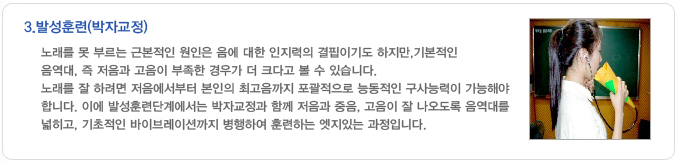 3.발성훈련(박자교정)
노래를 못 부르는 근본적인 원인은 음에 대한 인지력의 결핍이기도 하지만,기본적인
음역대, 즉 저음과 고음이 부족한 경우가 더 크다고 볼 수 있습니다.
노래를 잘 하려면 저음에서부터 본인의 최고음까지 포괄적으로 능동적인 구사능력이 가능해야
합니다. 이에 발성훈련단계에서는 박자교정과 함께 저음과 중음, 고음이 잘 나오도록 음역대를
넓히고, 기초적인 바이브레이션까지 병행하여 훈련하는 엣지있는 과정입니다.